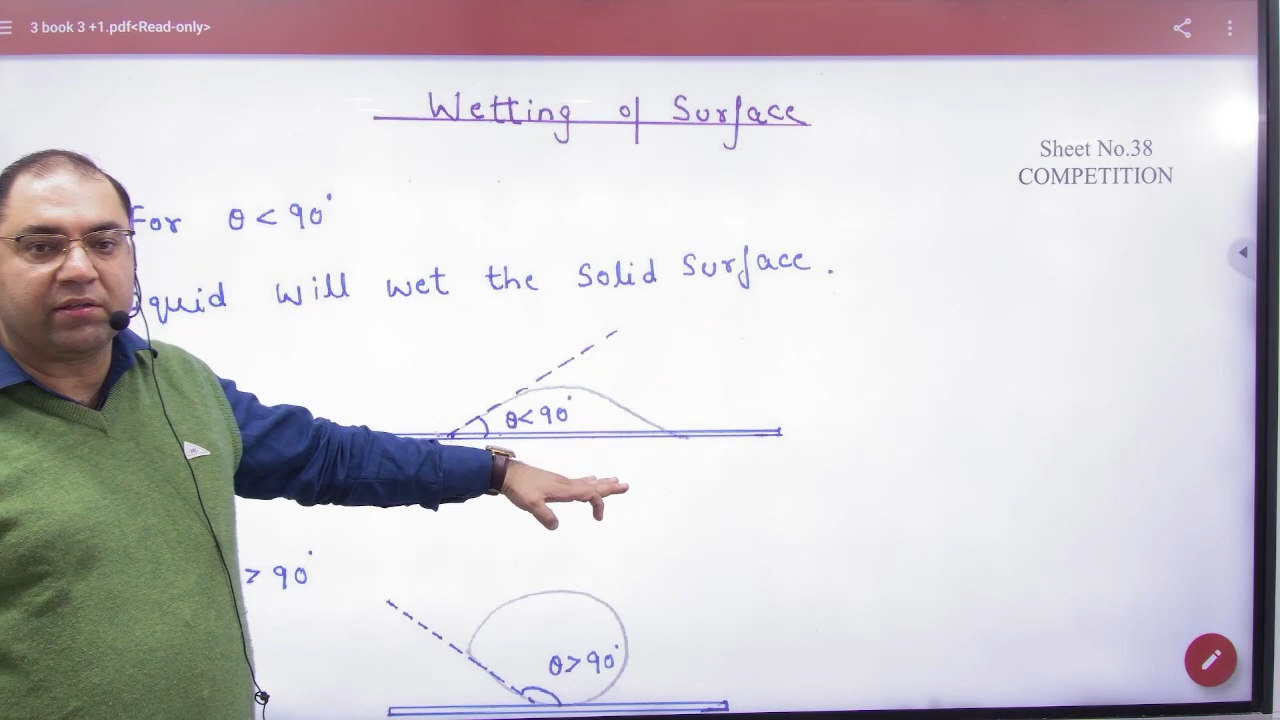 3 book 3 +1.pdf<Read-only>
Wetting of Surface
Sheet No.38
COMPETITION
For θ < 90°
will wet the Solid Surface.
θ < 90°
> 90°
θ > 90°